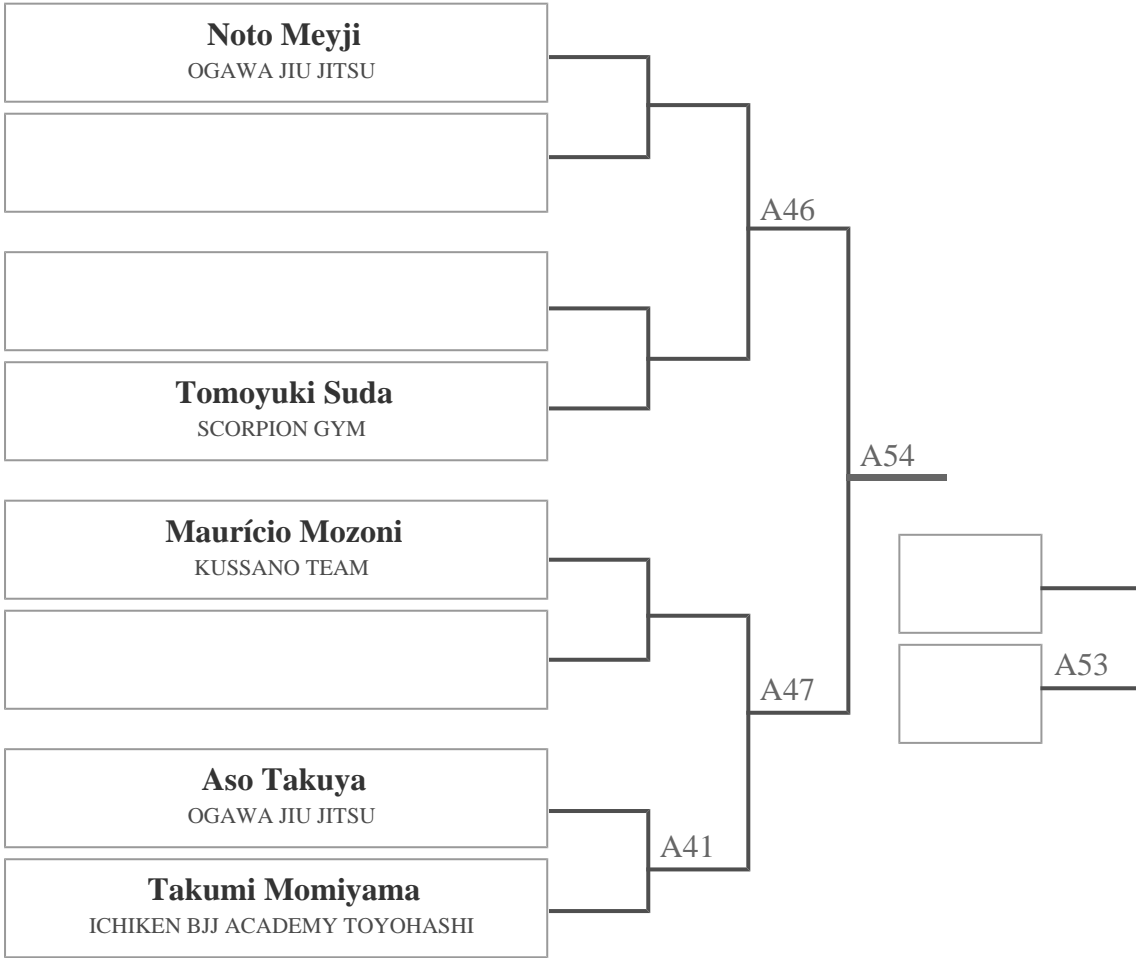 Noto Meyji
OGAWA JIU JITSU
A46
Tomoyuki Suda
SCORPION GYM
A54
Maurício Mozoni
KUSSANO TEAM
A53
A47
Aso Takuya
OGAWA JIU JITSU
A41
Takumi Momiyama
ICHIKEN BJJ ACADEMY TOYOHASHI